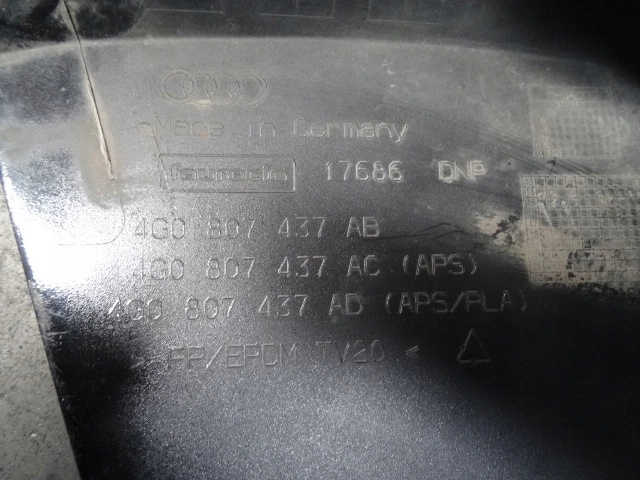 Made in Germany
faurecia 17686 DNP
4G0 807 437 AB
4G0 807 437 AC (APS)
4G0 807 437 AD (APS/PLA)
> PP/EPDM TV20 <